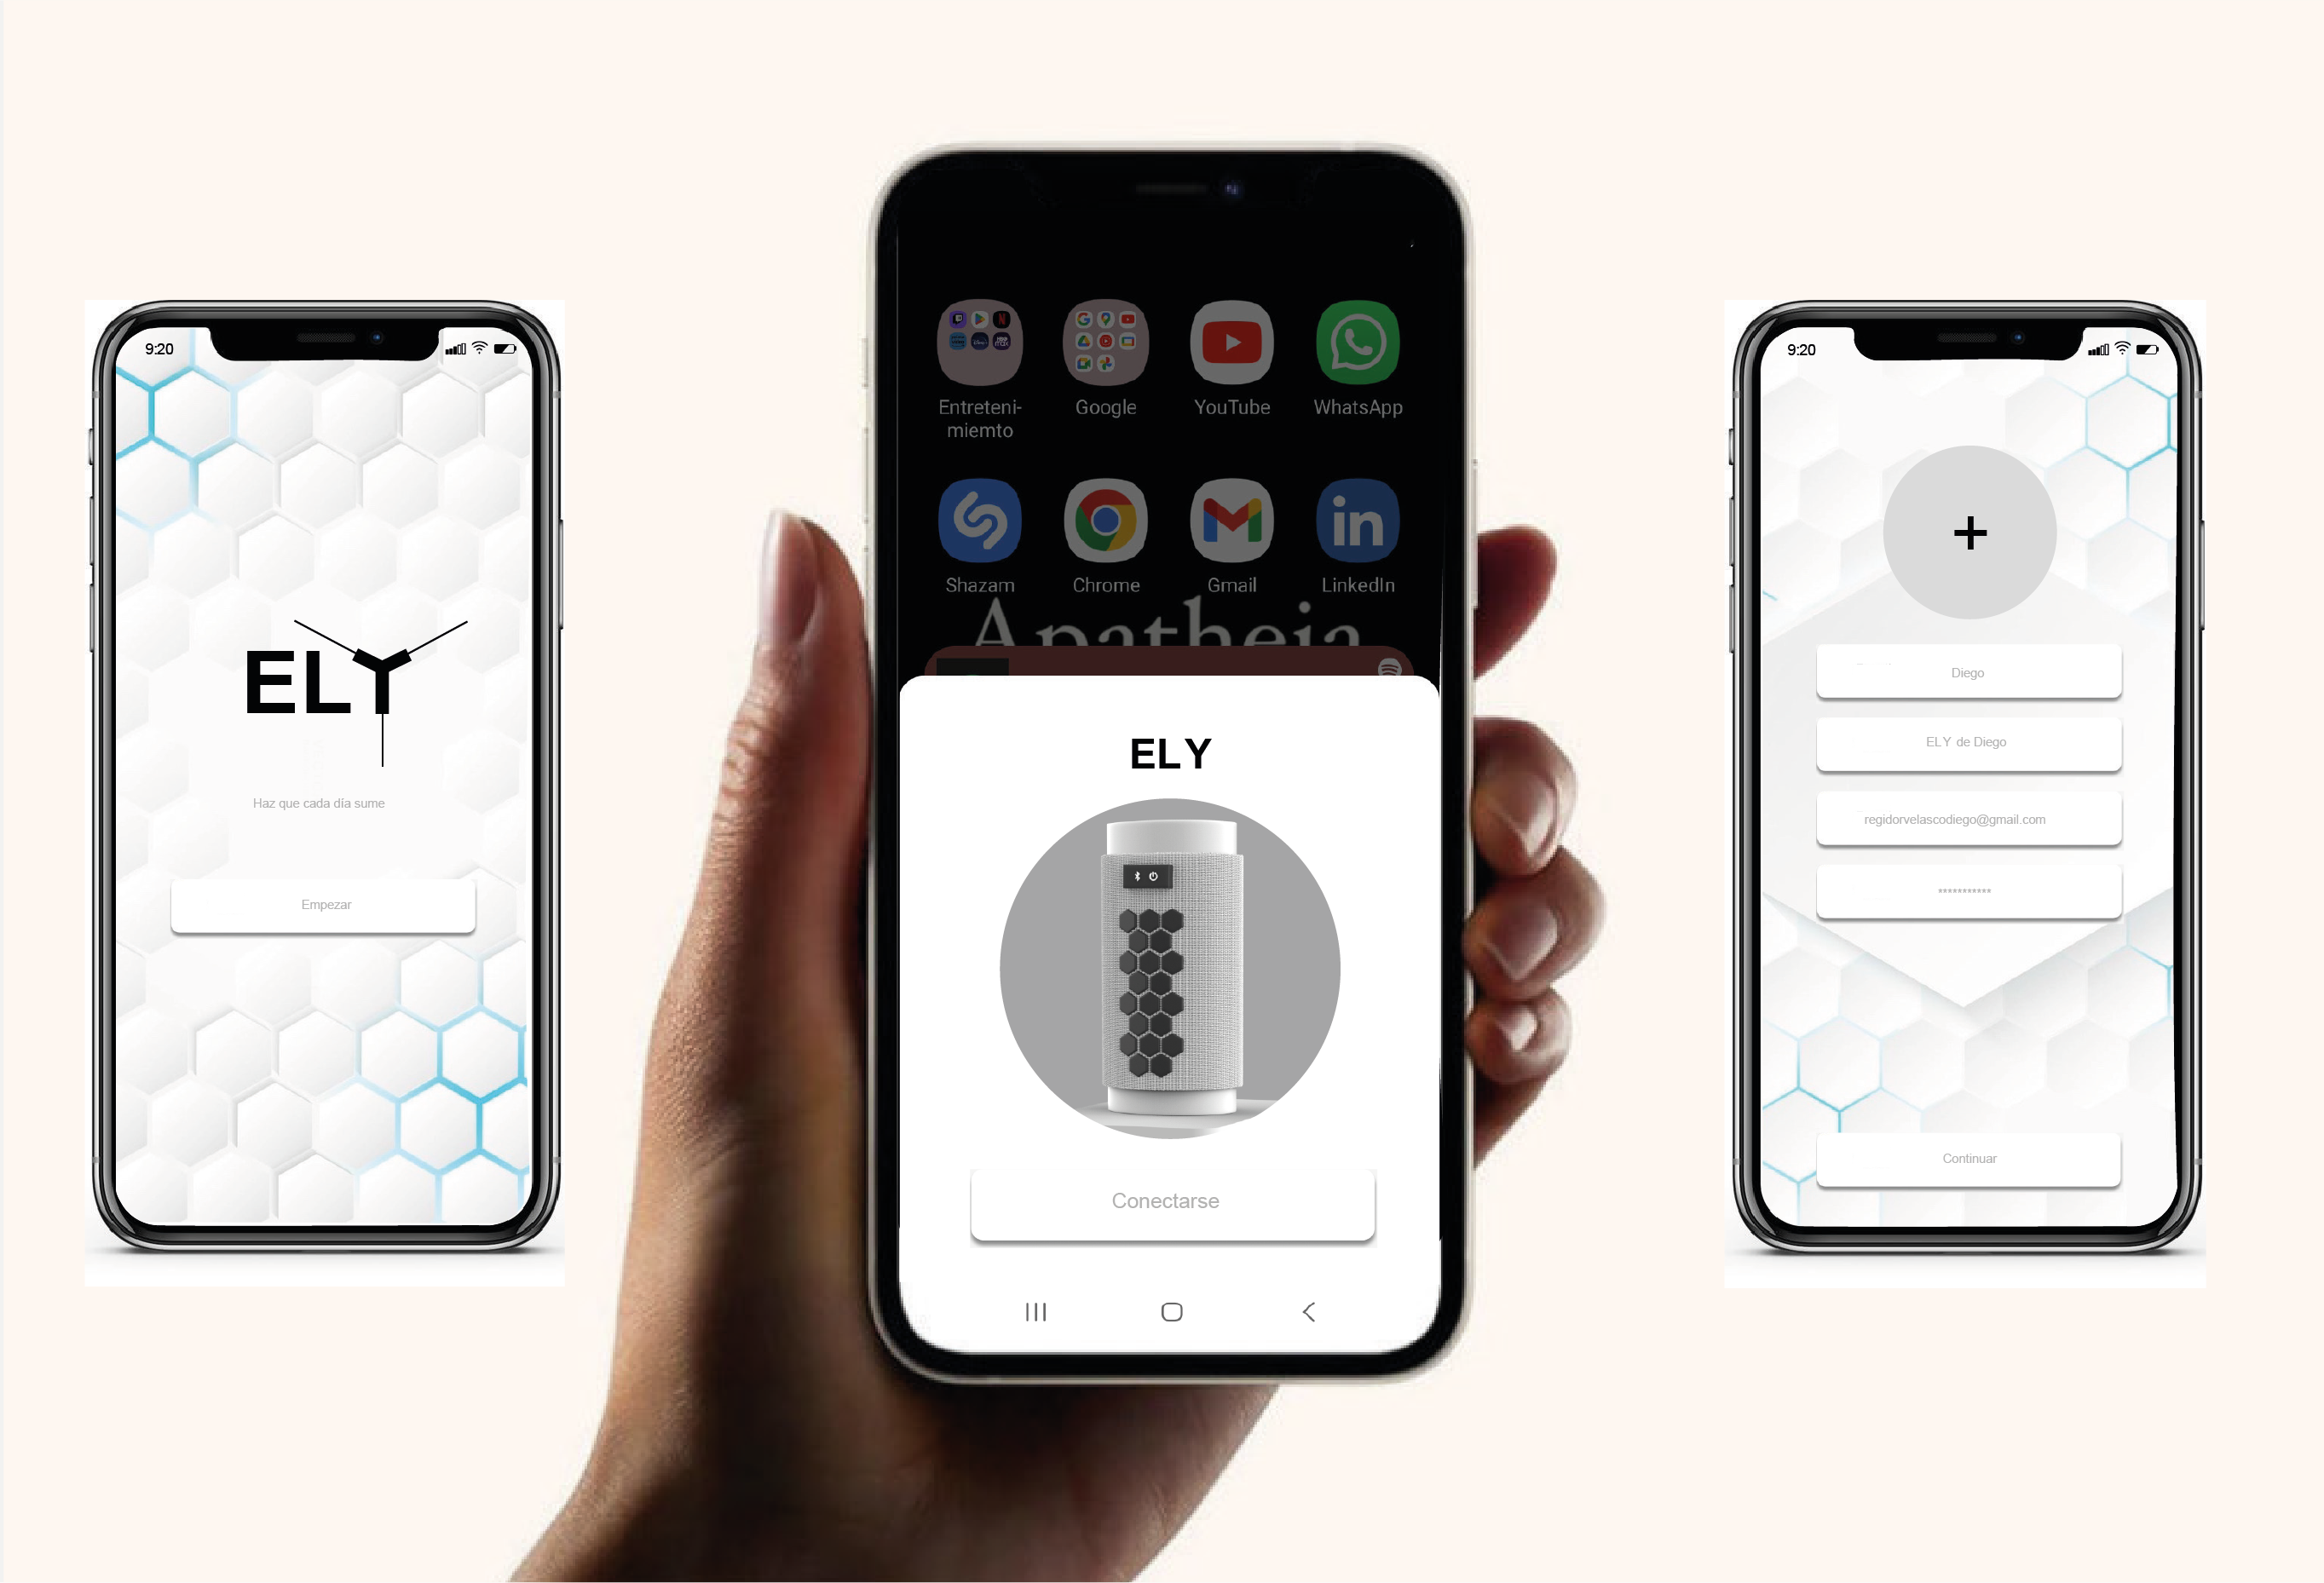 9:20
ELY
Haz que cada día sume
Empezar
Entreteni-
miemto
Google
YouTube
WhatsApp
Shazam
Chrome
Gmail
LinkedIn
Apatheia
ELY
Conectarse
9:20
+
Diego
ELY de Diego
regidorvelascodiego@gmail.com
***********
Continuar